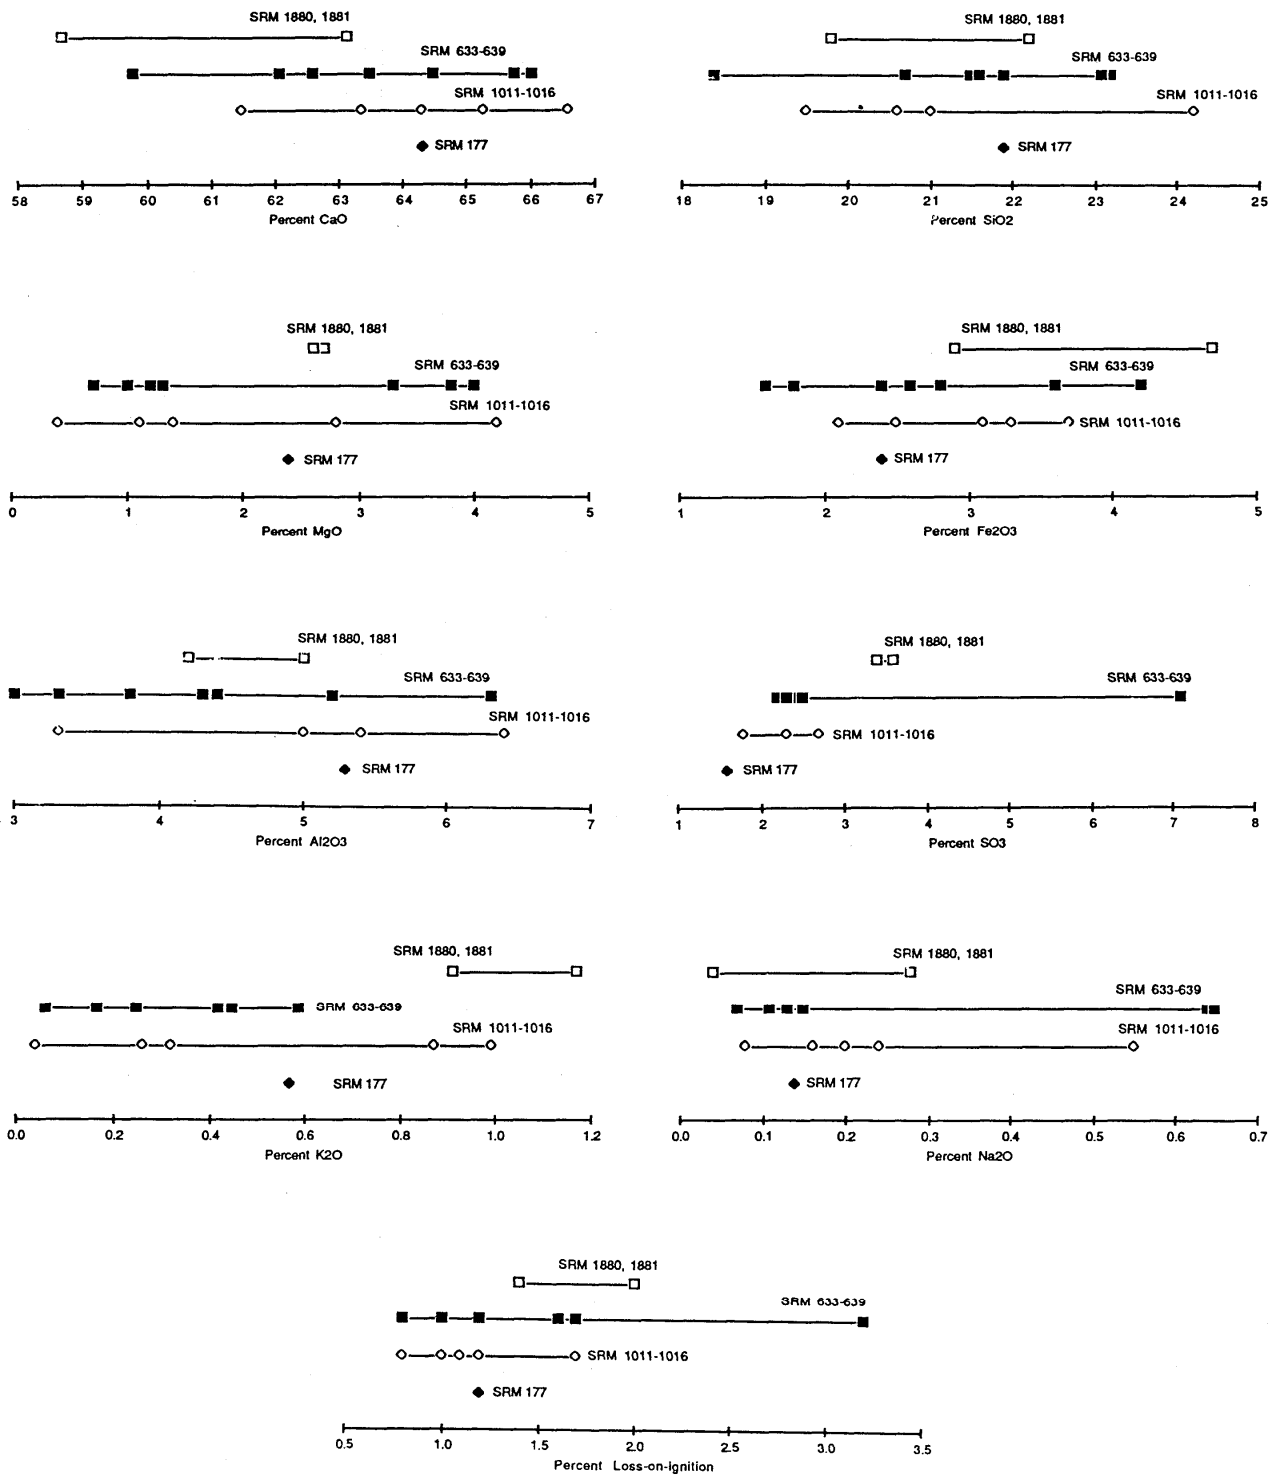 SRM 1880, 1881
SRM 633-639
SRM 1011-1016
SRM 177
58 59 60 61 62 63 64 65 66 67
Percent CaO
SRM 1880, 1881
SRM 633-639
SRM 1011-1016
SRM 177
18 19 20 21 22 23 24 25
Percent SiO2
SRM 1880, 1881
SRM 633-639
SRM 1011-1016
SRM 177
0 1 2 3 4 5
Percent MgO
SRM 1880, 1881
SRM 633-639
SRM 1011-1016
SRM 177
1 2 3 4 5
Percent Fe2O3
SRM 1880, 1881
SRM 633-639
SRM 1011-1016
SRM 177
3 4 5 6 7
Percent Al2O3
SRM 1880, 1881
SRM 633-639
SRM 1011-1016
SRM 177
1 2 3 4 5 6 7 8
Percent SO3
SRM 1880, 1881
SRM 633-639
SRM 1011-1016
SRM 177
0.0 0.2 0.4 0.6 0.8 1.0 1.2
Percent K2O
SRM 1880, 1881
SRM 633-639
SRM 1011-1016
SRM 177
0.0 0.1 0.2 0.3 0.4 0.5 0.6 0.7
Percent Na2O
SRM 1880, 1881
SRM 633-639
SRM 1011-1016
SRM 177
0.5 1.0 1.5 2.0 2.5 3.0 3.5
Percent Loss-on-ignition